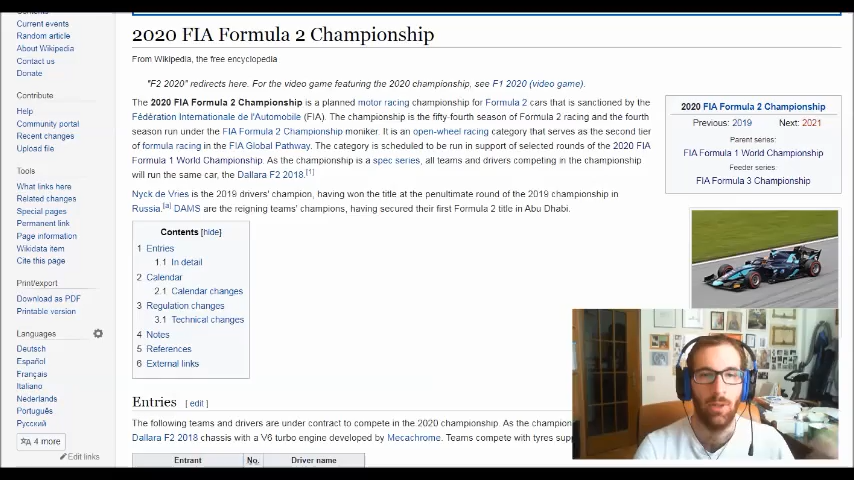 Contents
Current events
Random article
About Wikipedia
Contact us
Donate
Contribute
Help
Community portal
Recent changes
Upload file
Tools
What links here
Related changes
Special pages
Permanent link
Page information
Wikidata item
Cite this page
Print/export
Download as PDF
Printable version
Languages
Deutsch
Español
Français
Italiano
Nederlands
Português
Русский
4 more
Edit links
2020 FIA Formula 2 Championship
From Wikipedia, the free encyclopedia
"F2 2020" redirects here. For the video game featuring the 2020 championship, see F1 2020 (video game).
The 2020 FIA Formula 2 Championship is a planned motor racing championship for Formula 2 cars that is sanctioned by the
Fédération Internationale de l'Automobile (FIA). The championship is the fifty-fourth season of Formula 2 racing and the fourth
season run under the FIA Formula 2 Championship moniker. It is an open-wheel racing category that serves as the second tier
of formula racing in the FIA Global Pathway. The category is scheduled to be run in support of selected rounds of the 2020 FIA
Formula 1 World Championship. As the championship is a spec series, all teams and drivers competing in the championship
will run the same car, the Dallara F2 2018.[1]
Nyck de Vries is the 2019 drivers' champion, having won the title at the penultimate round of the 2019 championship in
Russia.[a] DAMS are the reigning teams' champions, having secured their first Formula 2 title in Abu Dhabi.
Contents [hide]
1 Entries
1.1 In detail
2 Calendar
2.1 Calendar changes
3 Regulation changes
3.1 Technical changes
4 Notes
5 References
6 External links
Entries [ edit ]
The following teams and drivers are under contract to compete in the 2020 championship. As the champion
Dallara F2 2018 chassis with a V6 turbo engine developed by Mecachrome. Teams compete with tyres supp
Entrant No. Driver name
2020 FIA Formula 2 Championship
Previous: 2019 Next: 2021
Parent series:
FIA Formula 1 World Championship
Feeder series:
FIA Formula 3 Championship